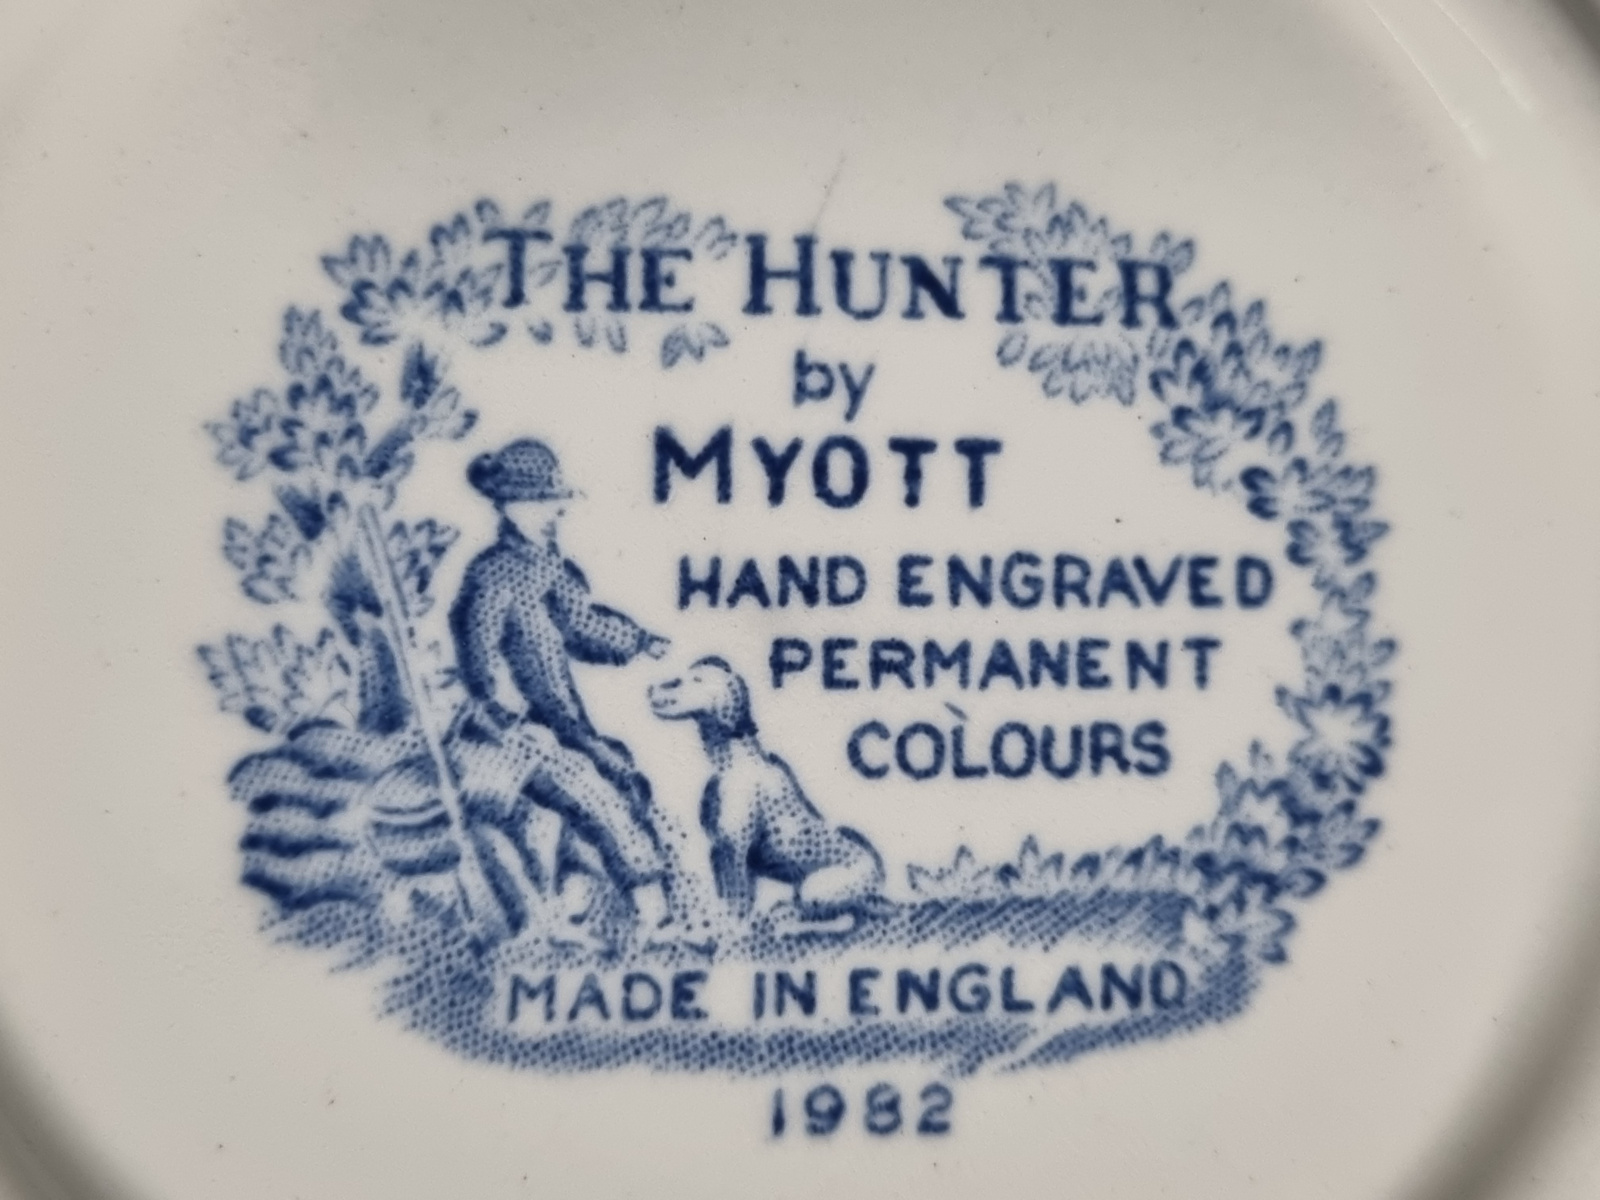 THE HUNTER
by
MYOTT
HAND ENGRAVED
PERMANENT
COLOURS
MADE IN ENGLAND
1982